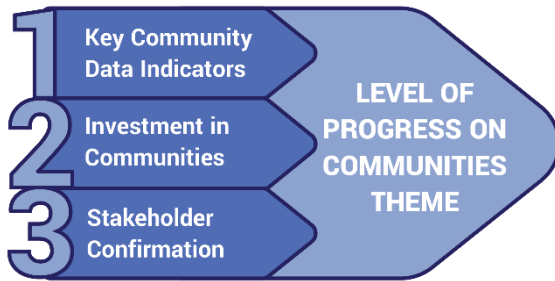 1
Key Community
Data Indicators
2
Investment in
Communities
3
Stakeholder
Confirmation
LEVEL OF
PROGRESS ON
COMMUNITIES
THEME